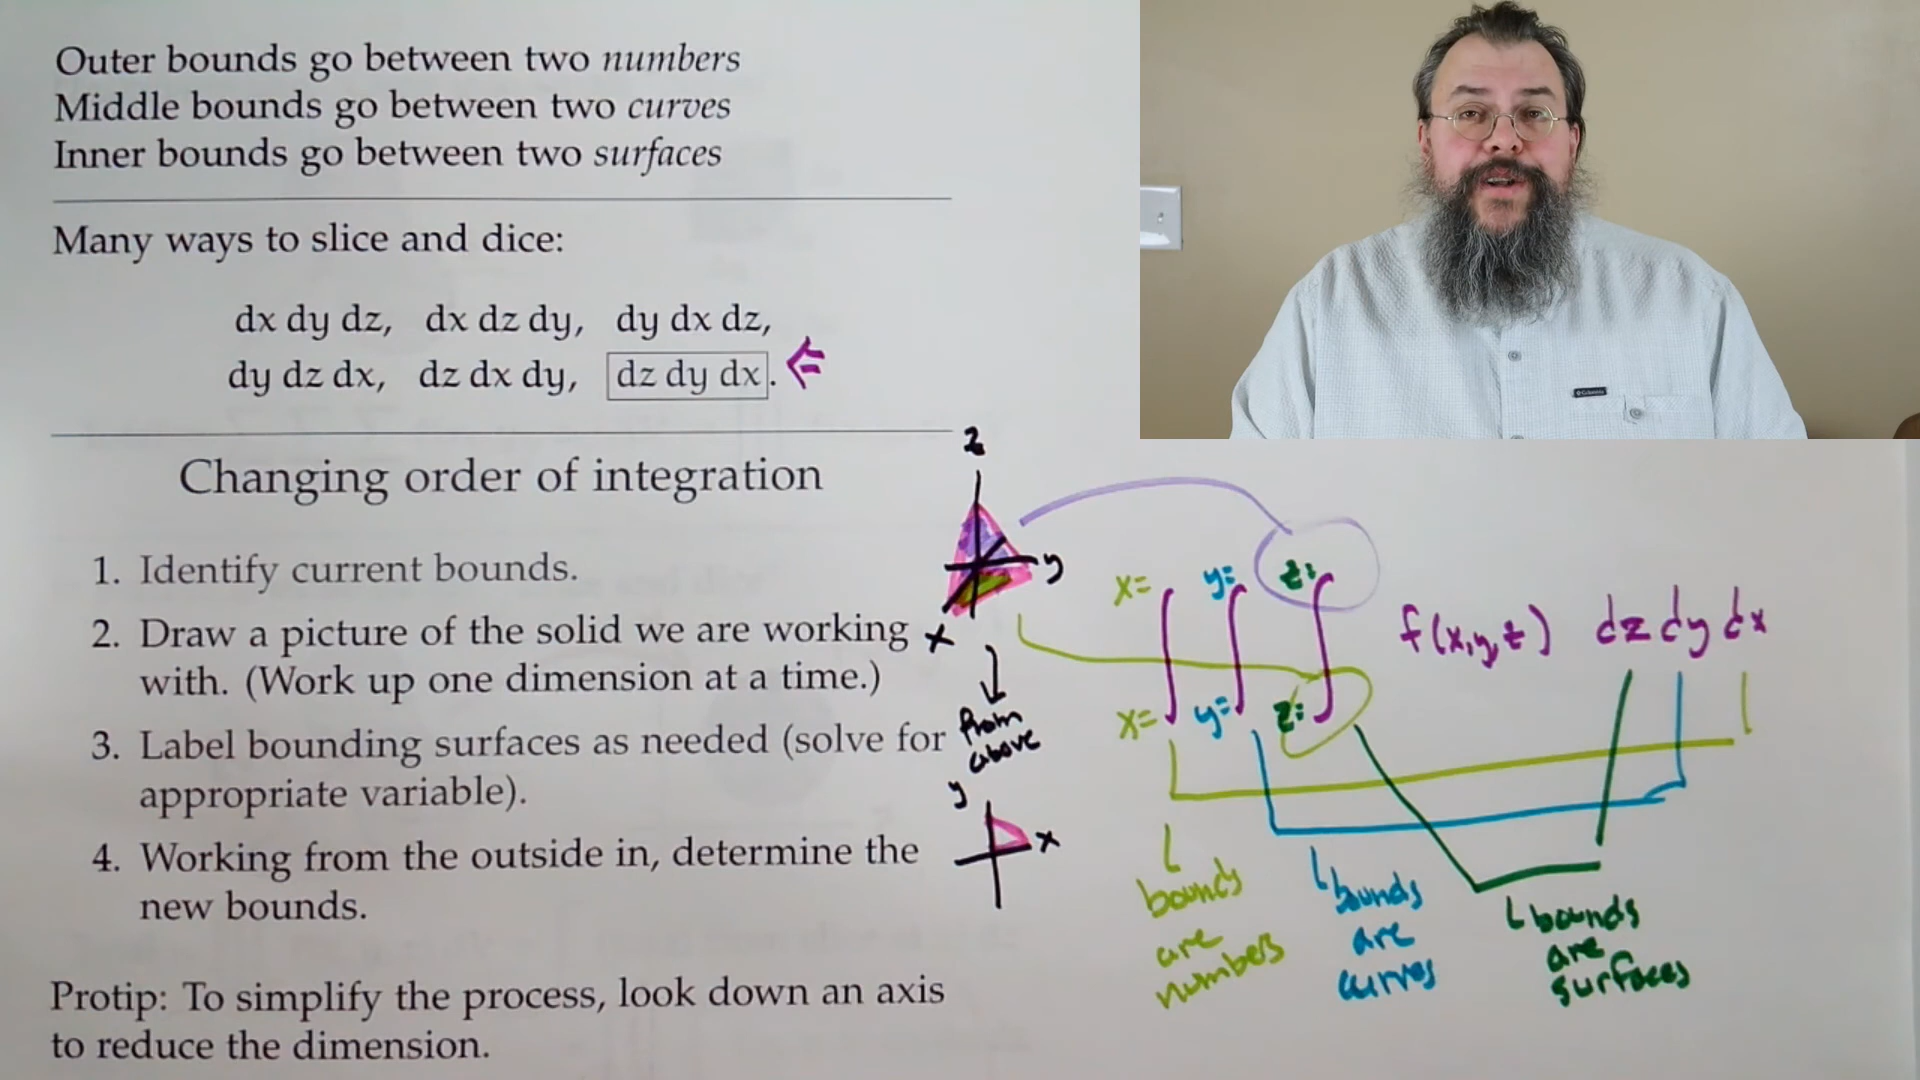 Outer bounds go between two numbers
Middle bounds go between two curves
Inner bounds go between two surfaces
Many ways to slice and dice:
dx dy dz, dx dz dy, dy dx dz,
dy dz dx, dz dx dy, dz dy dx.
Changing order of integration
1. Identify current bounds.
2. Draw a picture of the solid we are working
with. (Work up one dimension at a time.)
3. Label bounding surfaces as needed (solve for
appropriate variable).
4. Working from the outside in, determine the
new bounds.
Protip: To simplify the process, look down an axis
to reduce the dimension.
z
y
x
from
above
y
x
x= y= z=
∫ ∫ ∫ f(x,y,z) dz dy dx
x= y= z=
bounds
are
numbers
bounds
are
curves
bounds
are
surfaces